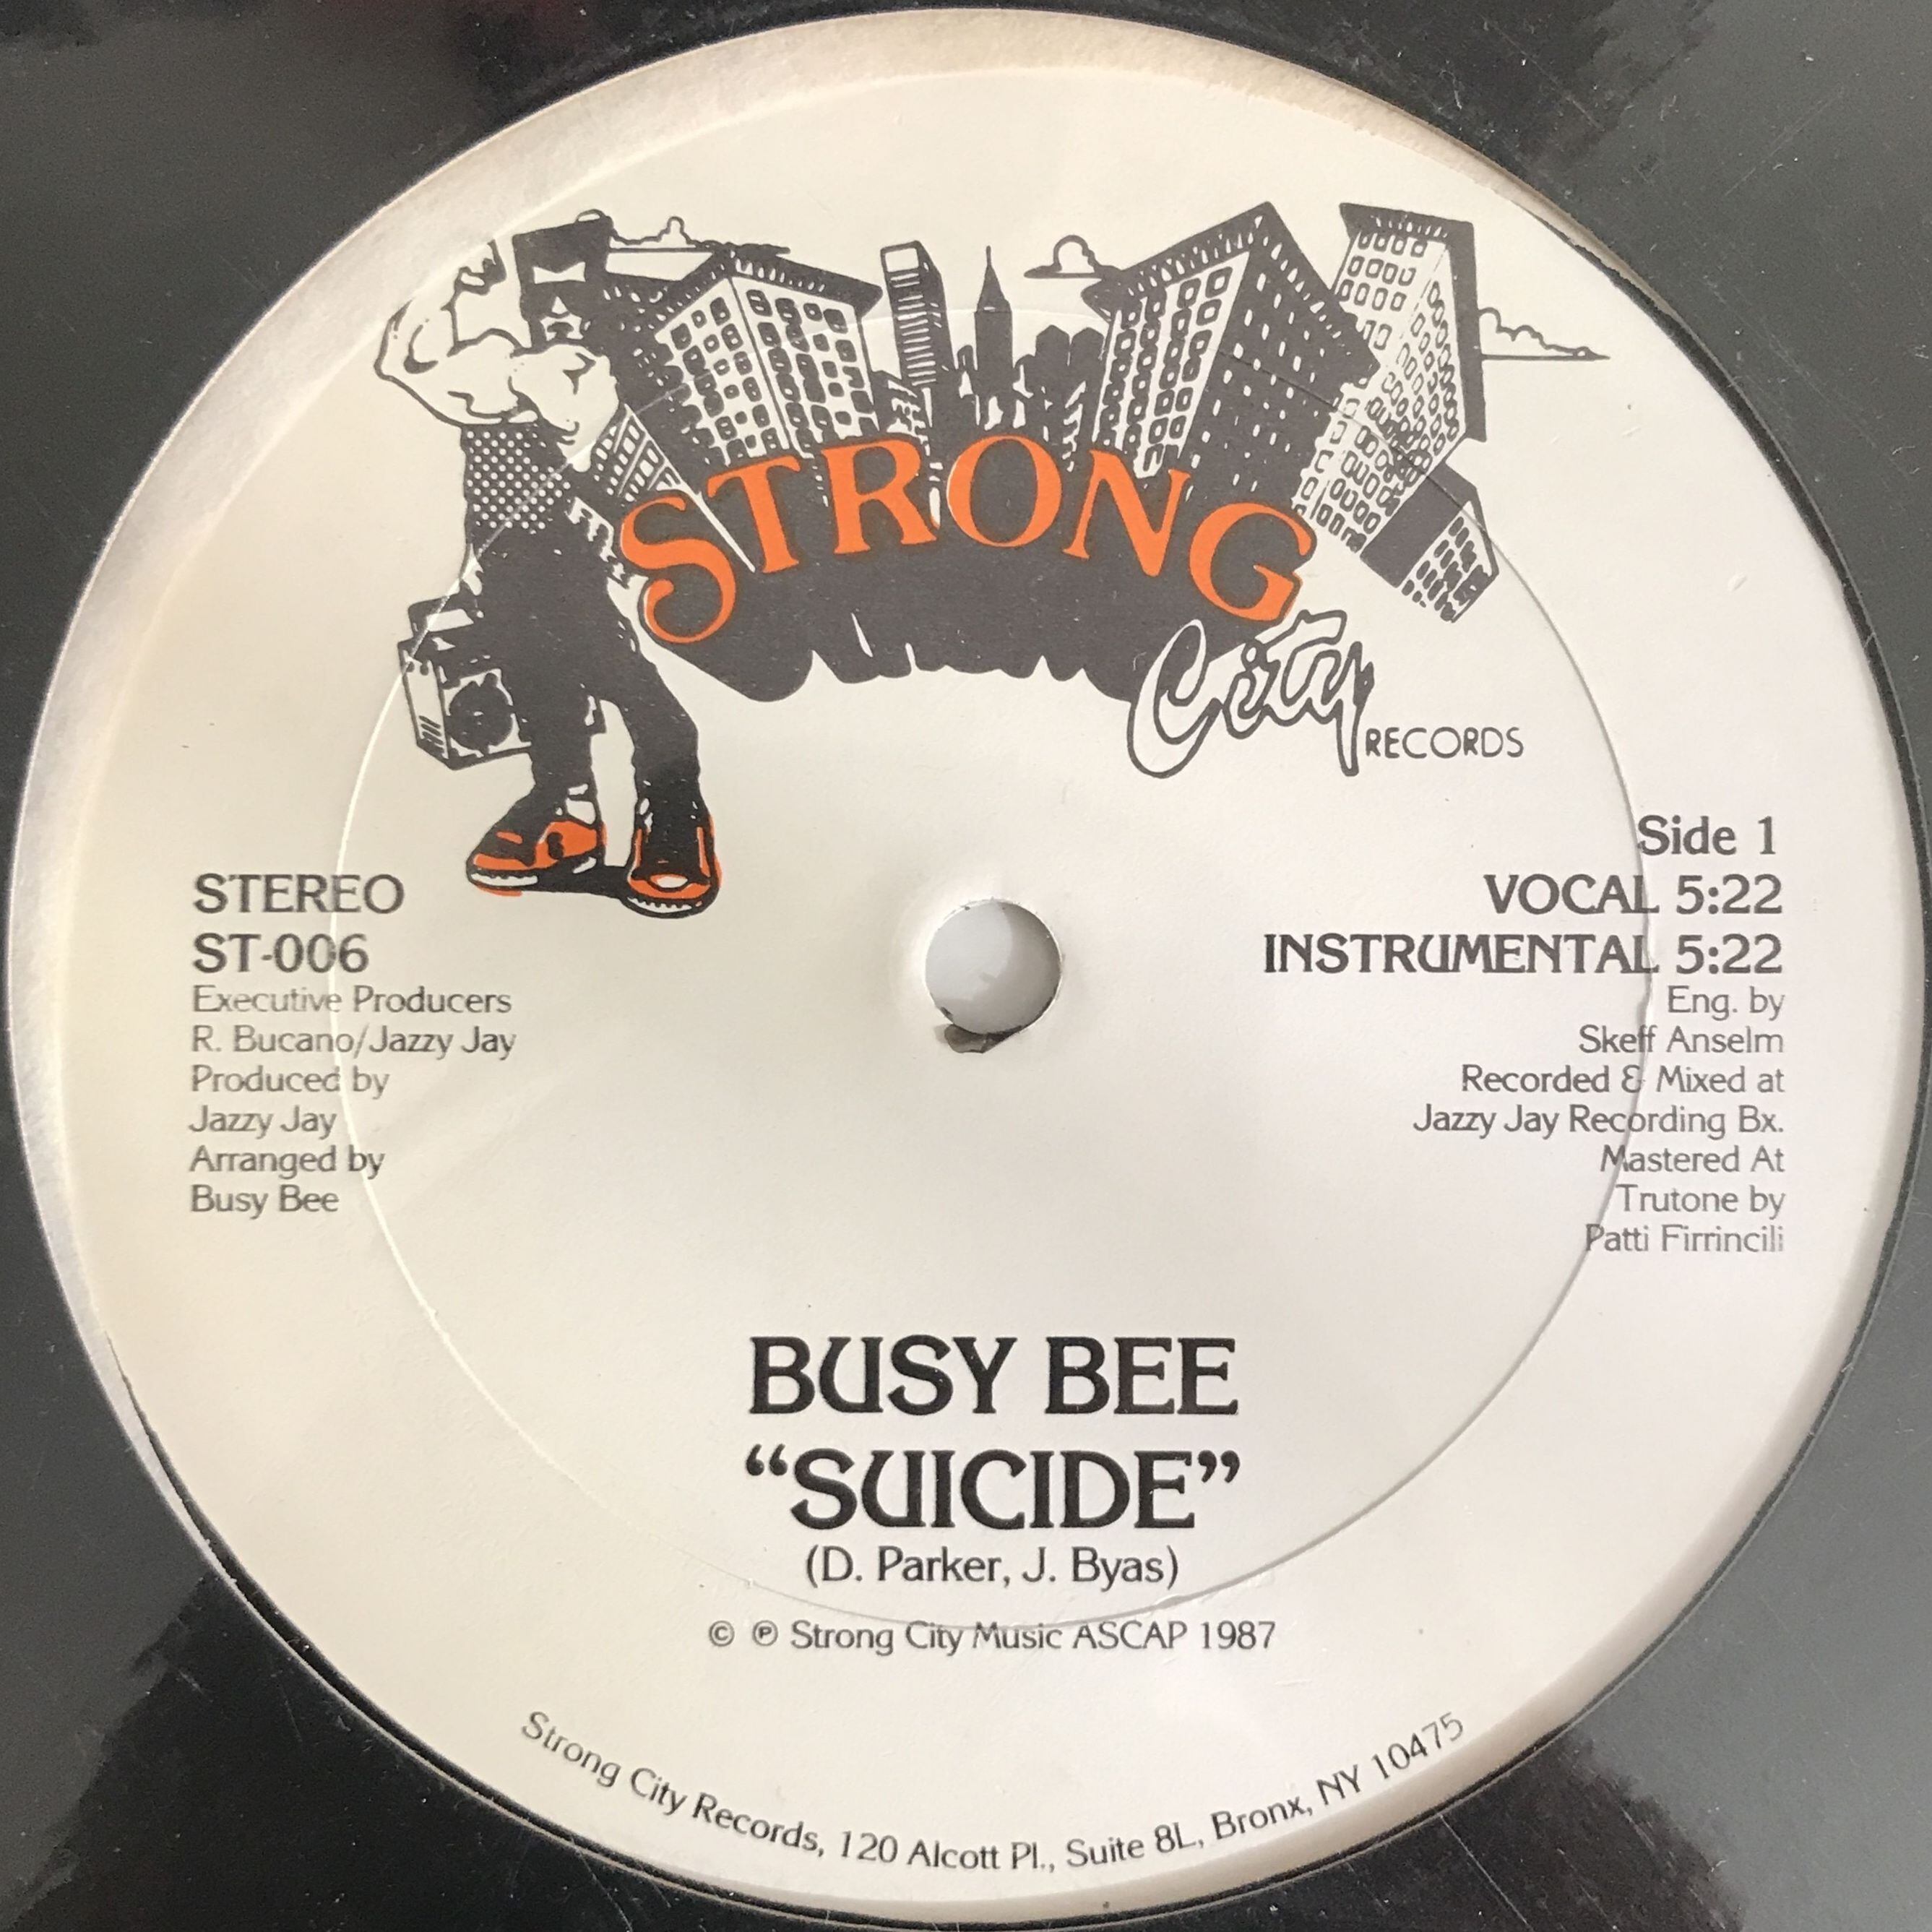 STRONG
City RECORDS
STEREO
ST-006
Executive Producers
R. Bucano/Jazzy Jay
Produced by
Jazzy Jay
Arranged by
Busy Bee
Side 1
VOCAL 5:22
INSTRUMENTAL 5:22
Eng. by
Skeff Anselm
Recorded & Mixed at
Jazzy Jay Recording Bx.
Mastered At
Trutone by
Patti Firrincili
BUSY BEE
“SUICIDE”
(D. Parker, J. Byas)
© ℗ Strong City Music ASCAP 1987
Strong City Records, 120 Alcott Pl., Suite 8L, Bronx, NY 10475